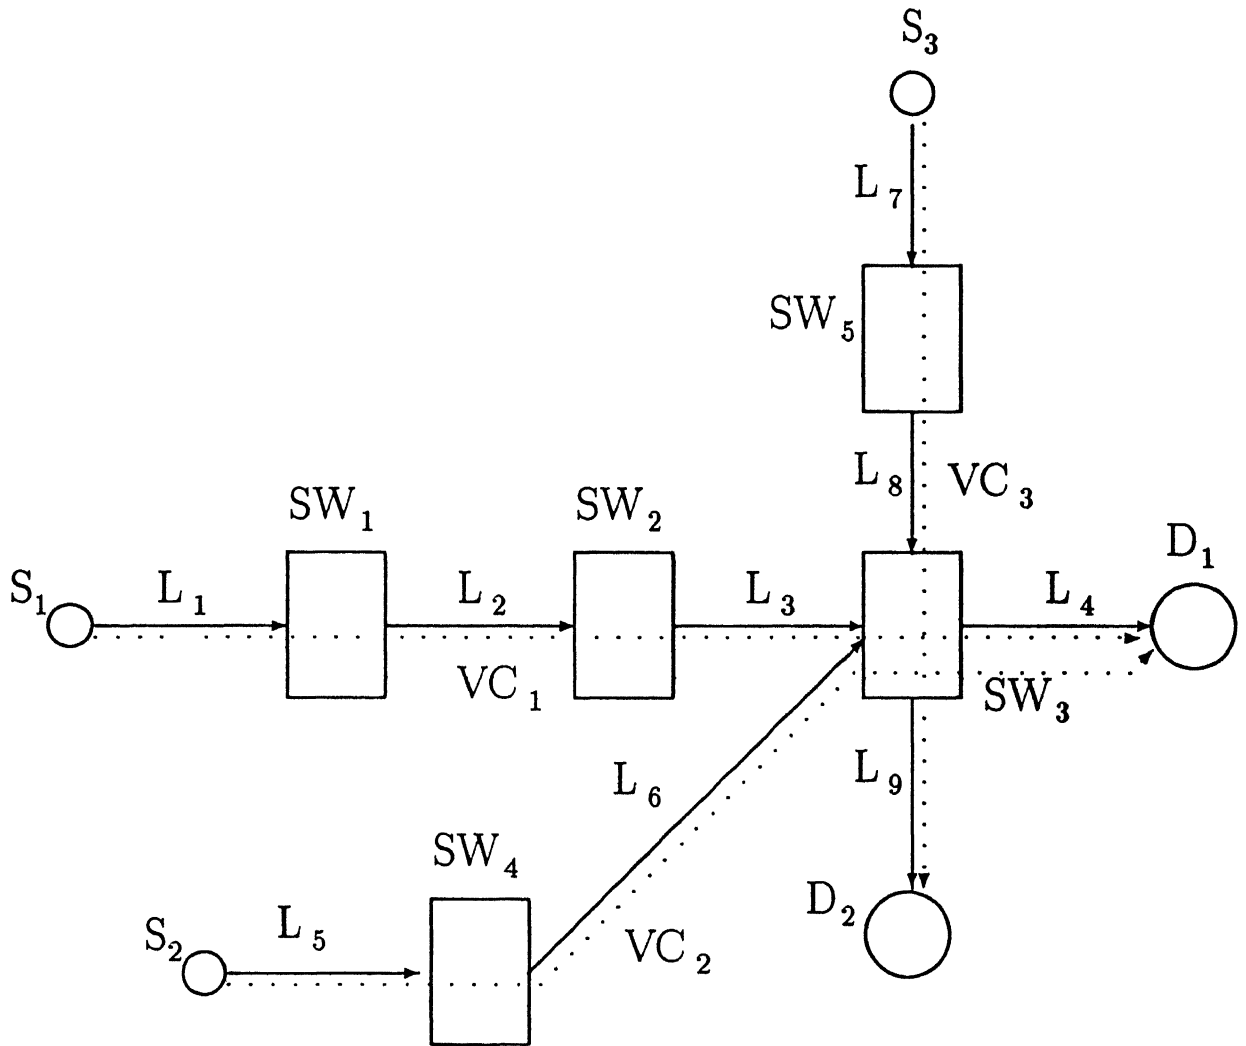 S₃
L₇
SW₅
L₈ VC₃
SW₁ SW₂
D₁
S₁ L₁ L₂ L₃ L₄
VC₁ SW₃
L₆ L₉
SW₄
D₂
S₂ L₅ VC₂